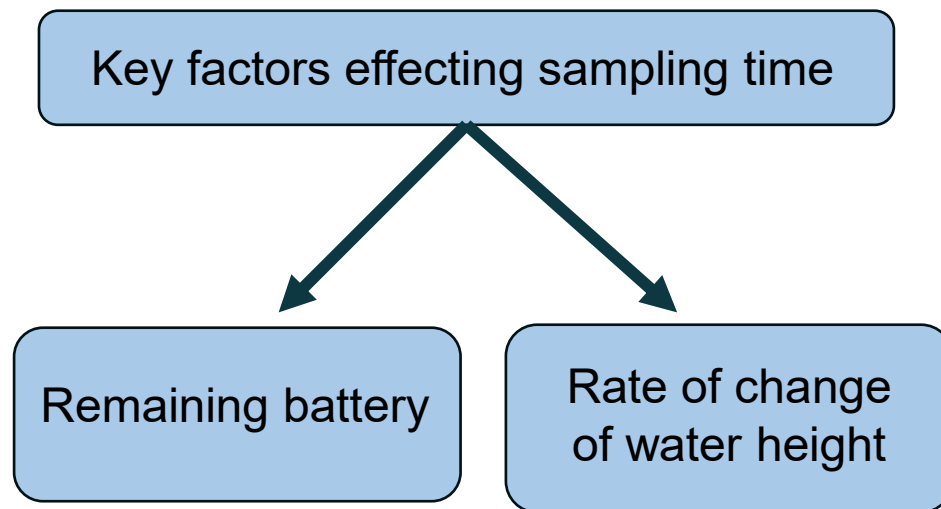 Key factors effecting sampling time
Remaining battery
Rate of change
of water height